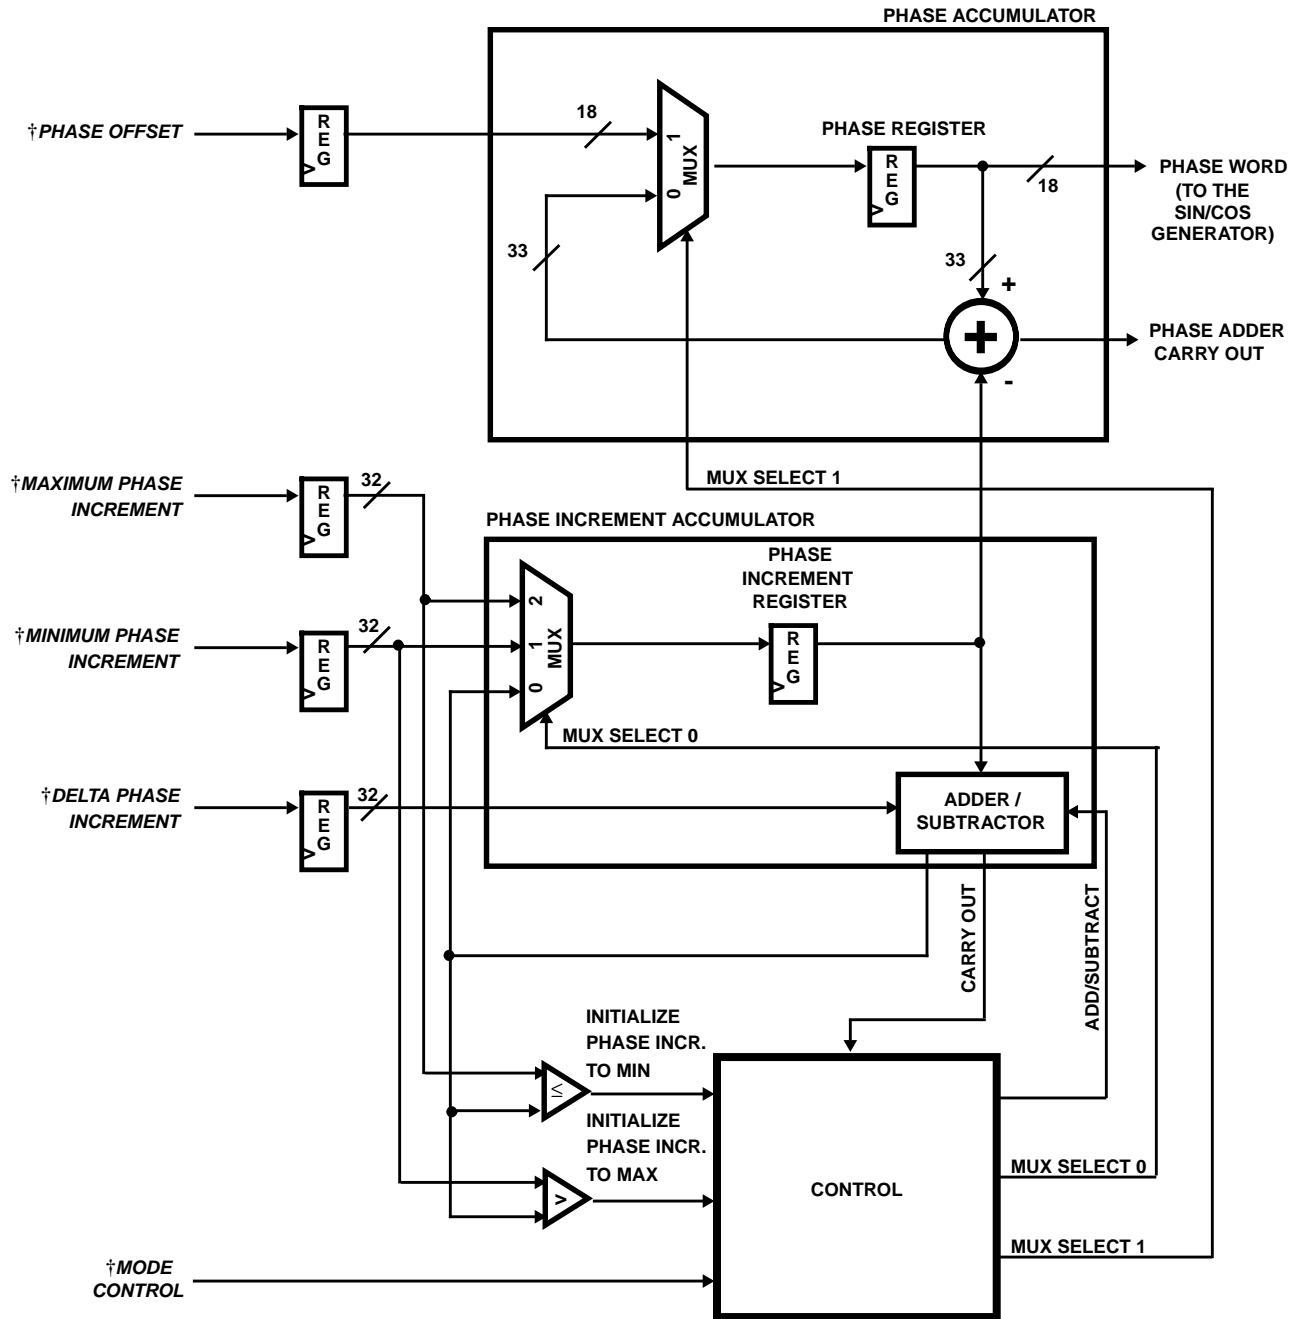 PHASE ACCUMULATOR
†PHASE OFFSET
REG
18
1
MUX
0
PHASE REGISTER
REG
18
PHASE WORD
(TO THE
SIN/COS
GENERATOR)
33
33
+
+
-
PHASE ADDER
CARRY OUT
†MAXIMUM PHASE
INCREMENT
REG
32
MUX SELECT 1
PHASE INCREMENT ACCUMULATOR
PHASE
INCREMENT
REGISTER
2
1
MUX
0
REG
†MINIMUM PHASE
INCREMENT
REG
32
MUX SELECT 0
†DELTA PHASE
INCREMENT
REG
32
ADDER /
SUBTRACTOR
CARRY OUT
ADD/SUBTRACT
INITIALIZE
PHASE INCR.
TO MIN
≤
INITIALIZE
PHASE INCR.
TO MAX
>
CONTROL
MUX SELECT 0
MUX SELECT 1
†MODE
CONTROL